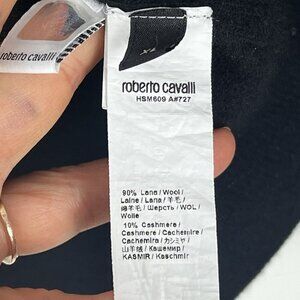 roberto cavalli
roberto cavalli
HSM609 A#727
90% Lana / Wool /
Laine / Lana / 羊毛 /
綿羊毛 / Шерсть / WOL /
Wolle
10% Cashmere /
Cashmere / Cachemire /
Cachemira / カシミヤ /
山羊绒 / Кашемир /
KASMIR / Kaschmir